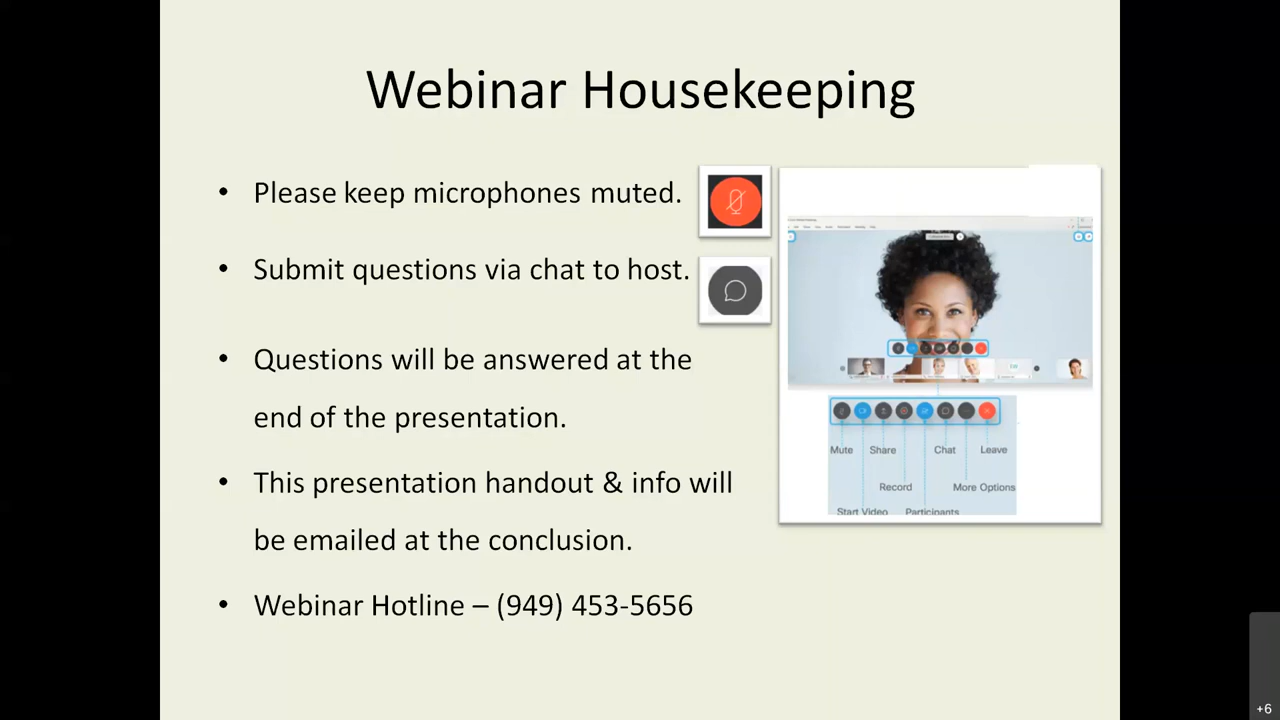 Webinar Housekeeping
• Please keep microphones muted.
• Submit questions via chat to host.
• Questions will be answered at the
end of the presentation.
• This presentation handout & info will
be emailed at the conclusion.
• Webinar Hotline – (949) 453-5656
Mute Share Chat Leave
Record More Options
Start Video Participants
+6